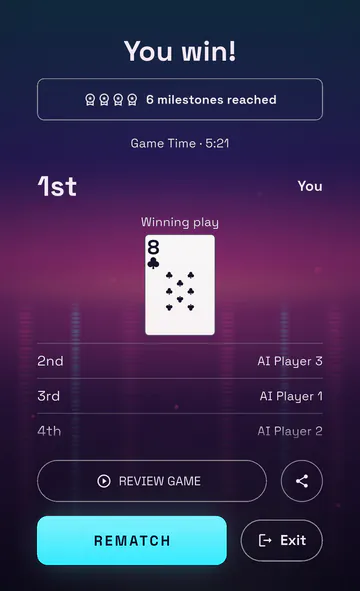 You win!
6 milestones reached
Game Time · 5:21
1st You
Winning play
8
2nd AI Player 3
3rd AI Player 1
4th AI Player 2
REVIEW GAME
REMATCH Exit